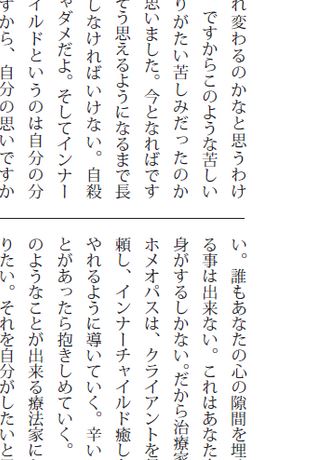 れ変わるのかなと思うわけ
ですからこのような苦しい
りがたい苦しみだったのか
思いました。今となればです
そう思えるようになるまで長
しなければいけない。自殺
ゃダメだよ。そしてインナー
イルドというのは自分の分
すから、自分の思いですか
い。誰もあなたの心の隙間を埋
る事は出来ない。これはあなた
身がするしかない。だから治療家
ホメオパスは、クライアントを
頼し、インナーチャイルド癒し
やれるように導いていく。辛い
とがあったら抱きしめていく。
のようなことが出来る療法家に
りたい。それを自分がしたいと